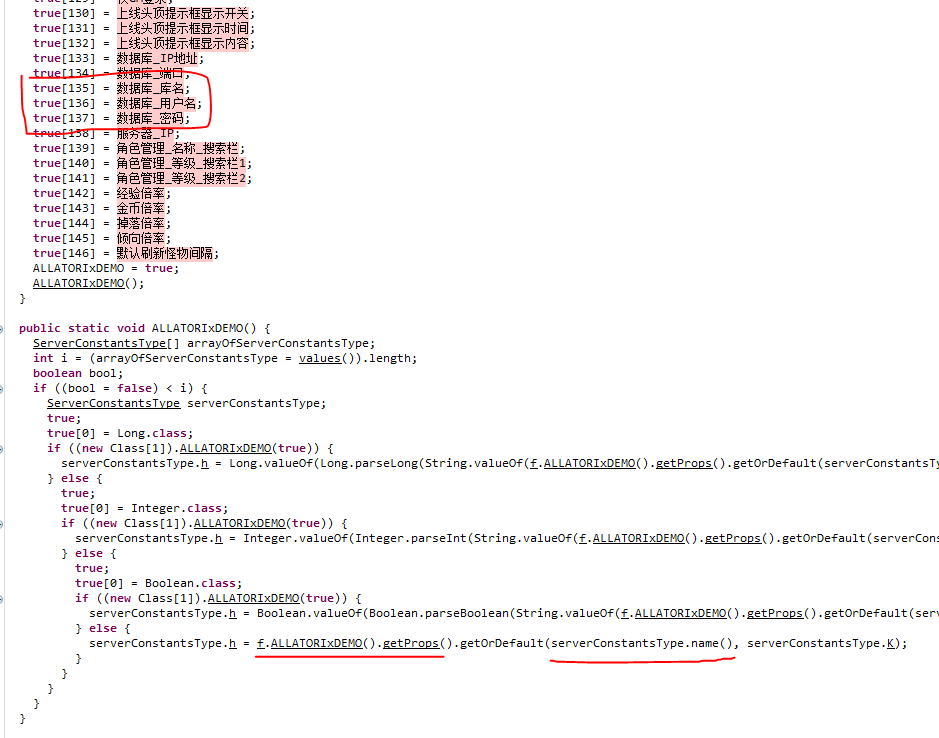 true[130] = 上线头顶提示框显示开关;
true[131] = 上线头顶提示框显示时间;
true[132] = 上线头顶提示框显示内容;
true[133] = 数据库_IP地址;
true[134] = 数据库_端口;
true[135] = 数据库_库名;
true[136] = 数据库_用户名;
true[137] = 数据库_密码;
true[138] = 服务器_IP;
true[139] = 角色管理_名称_搜索栏;
true[140] = 角色管理_等级_搜索栏1;
true[141] = 角色管理_等级_搜索栏2;
true[142] = 经验倍率;
true[143] = 金币倍率;
true[144] = 掉落倍率;
true[145] = 倾向倍率;
true[146] = 默认刷新怪物间隔;
ALLATORIxDEMO = true;
ALLATORIxDEMO();
}
public static void ALLATORIxDEMO() {
ServerConstantsType[] arrayOfServerConstantsType;
int i = (arrayOfServerConstantsType = values()).length;
boolean bool;
if ((bool = false) < i) {
ServerConstantsType serverConstantsType;
true;
true[0] = Long.class;
if ((new Class[1]).ALLATORIxDEMO(true)) {
serverConstantsType.h = Long.valueOf(Long.parseLong(String.valueOf(f.ALLATORIxDEMO().getProps().getOrDefault(serverConstantsTy
} else {
true;
true[0] = Integer.class;
if ((new Class[1]).ALLATORIxDEMO(true)) {
serverConstantsType.h = Integer.valueOf(Integer.parseInt(String.valueOf(f.ALLATORIxDEMO().getProps().getOrDefault(serverCons
} else {
true;
true[0] = Boolean.class;
if ((new Class[1]).ALLATORIxDEMO(true)) {
serverConstantsType.h = Boolean.valueOf(Boolean.parseBoolean(String.valueOf(f.ALLATORIxDEMO().getProps().getOrDefault(serv
} else {
serverConstantsType.h = f.ALLATORIxDEMO().getProps().getOrDefault(serverConstantsType.name(), serverConstantsType.K);
}
}
}
}
}